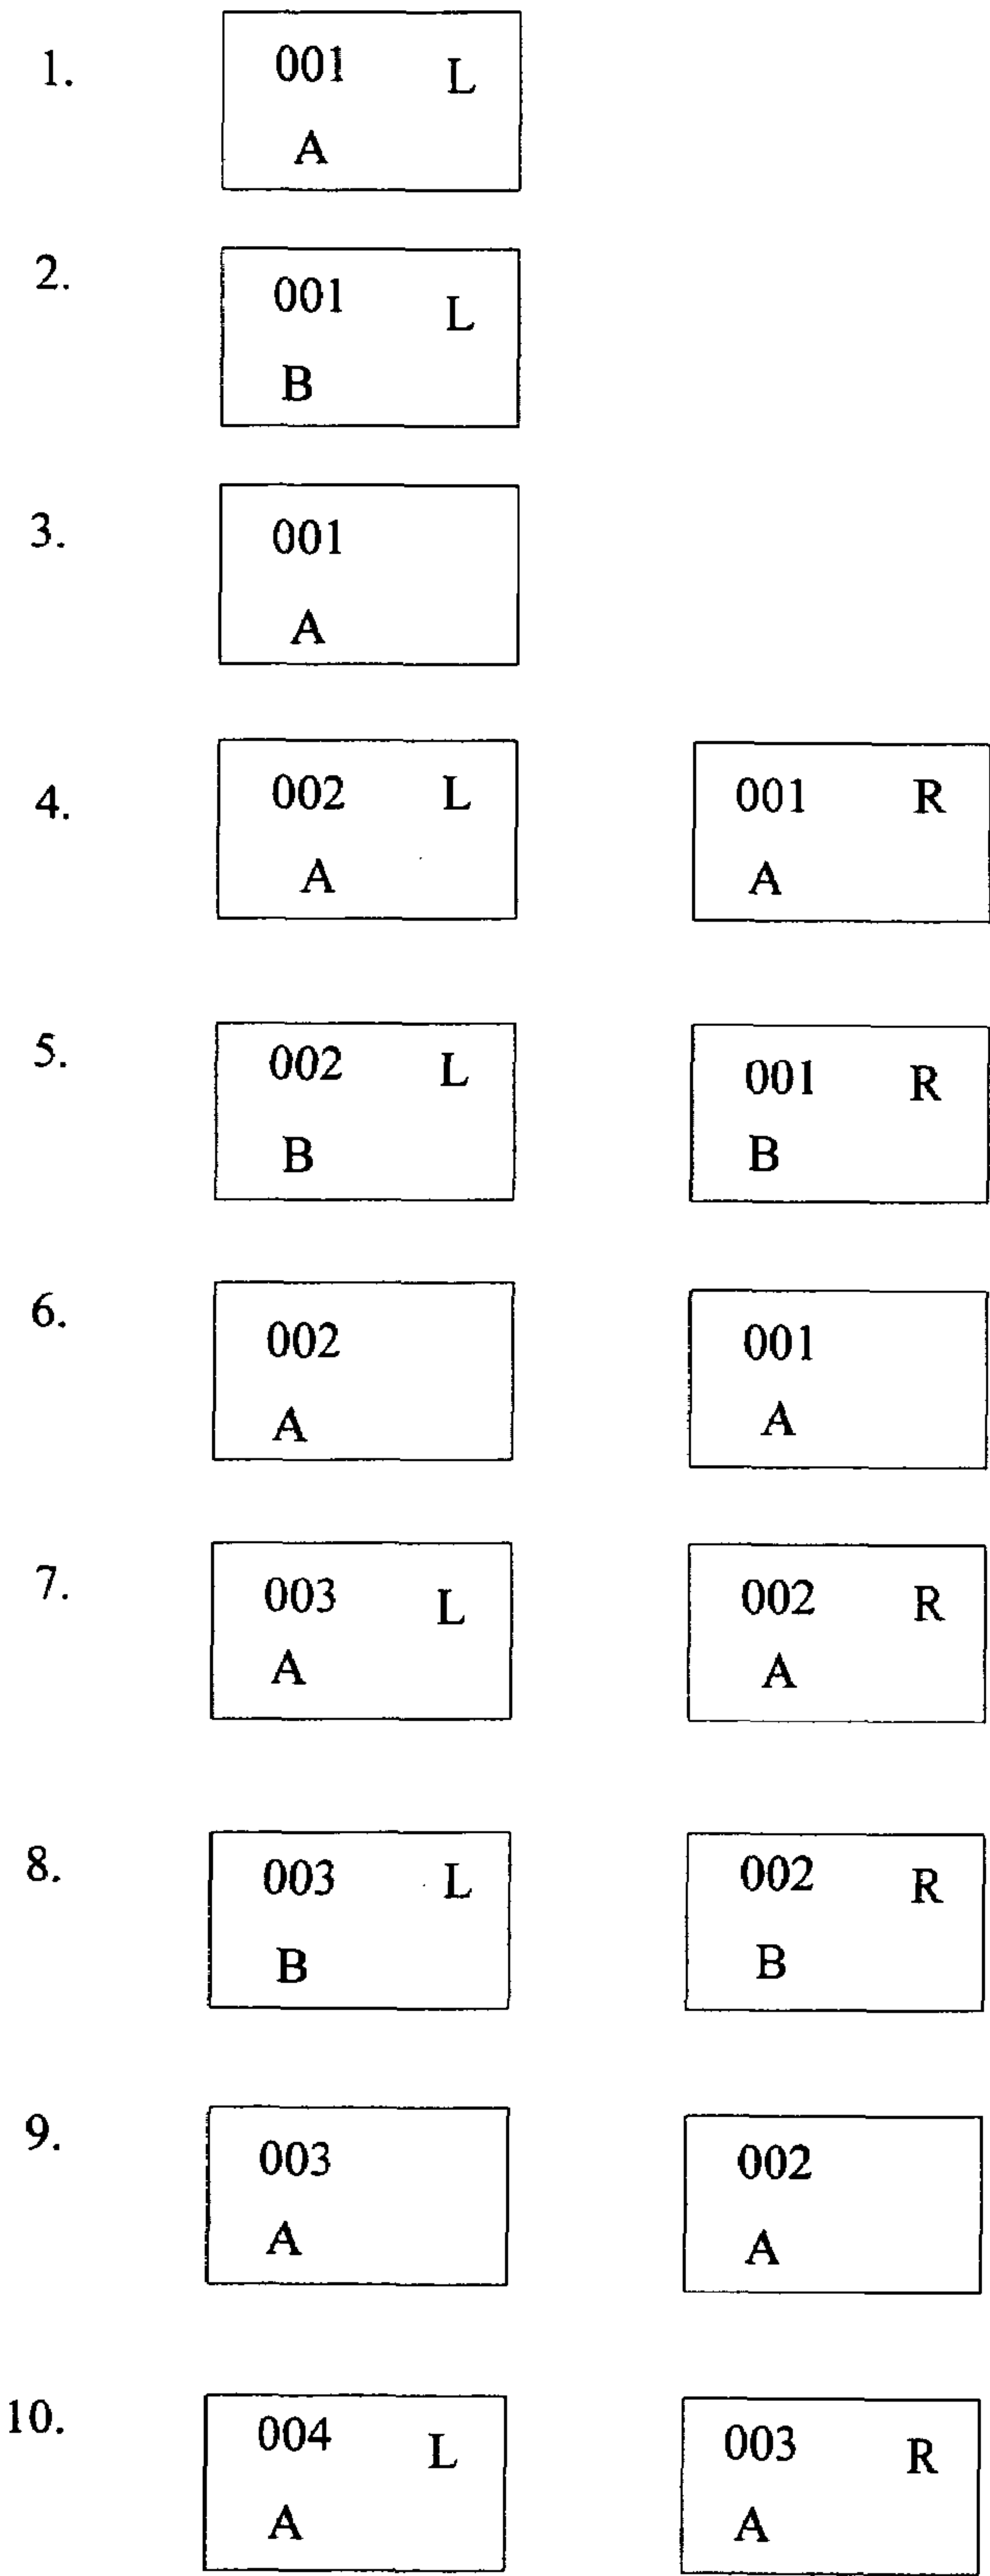 1. 001 L
A
2. 001 L
B
3. 001
A
4. 002 L 001 R
A A
5. 002 L 001 R
B B
6. 002 001
A A
7. 003 L 002 R
A A
8. 003 L 002 R
B B
9. 003 002
A A
10. 004 L 003 R
A A